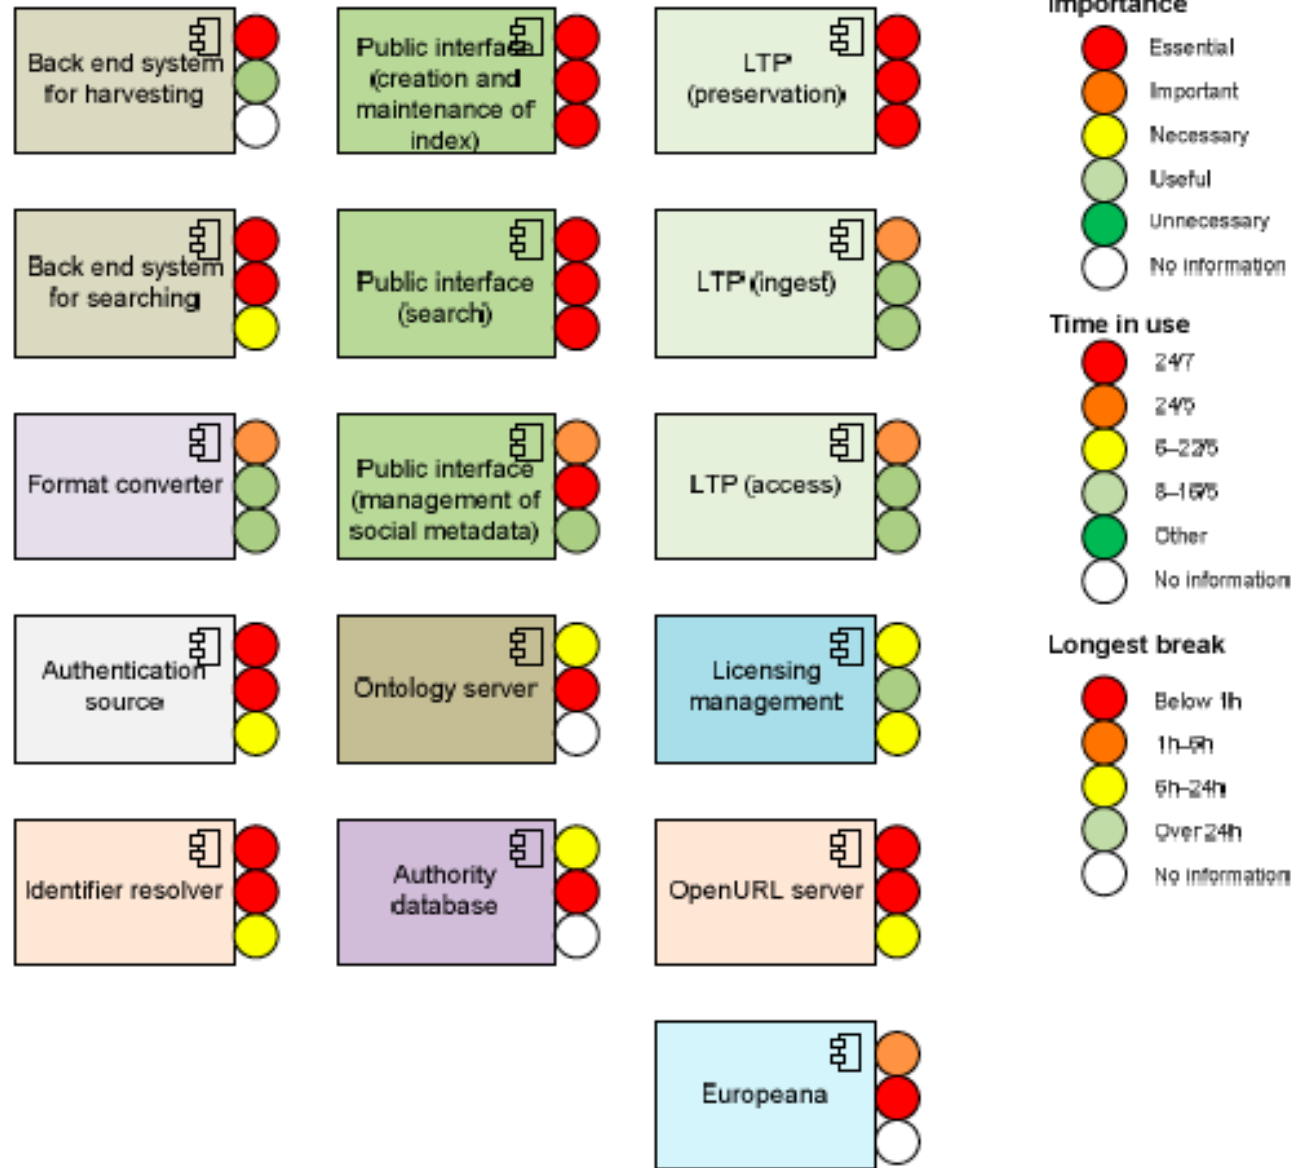 Back end system
for harvesting
Public interface
(creation and
maintenance of
index)
LTP
(preservation)
Back end system
for searching
Public interface
(search)
LTP (ingest)
Format converter
Public interface
(management of
social metadata)
LTP (access)
Authentication
source
Ontology server
Licensing
management
Identifier resolver
Authority
database
OpenURL server
Europeana
Importance
Essential
Important
Necessary
Useful
Unnecessary
No information
Time in use
24/7
24/5
6–22/5
8–16/5
Other
No information
Longest break
Below 1h
1h–6h
6h–24h
Over 24h
No information